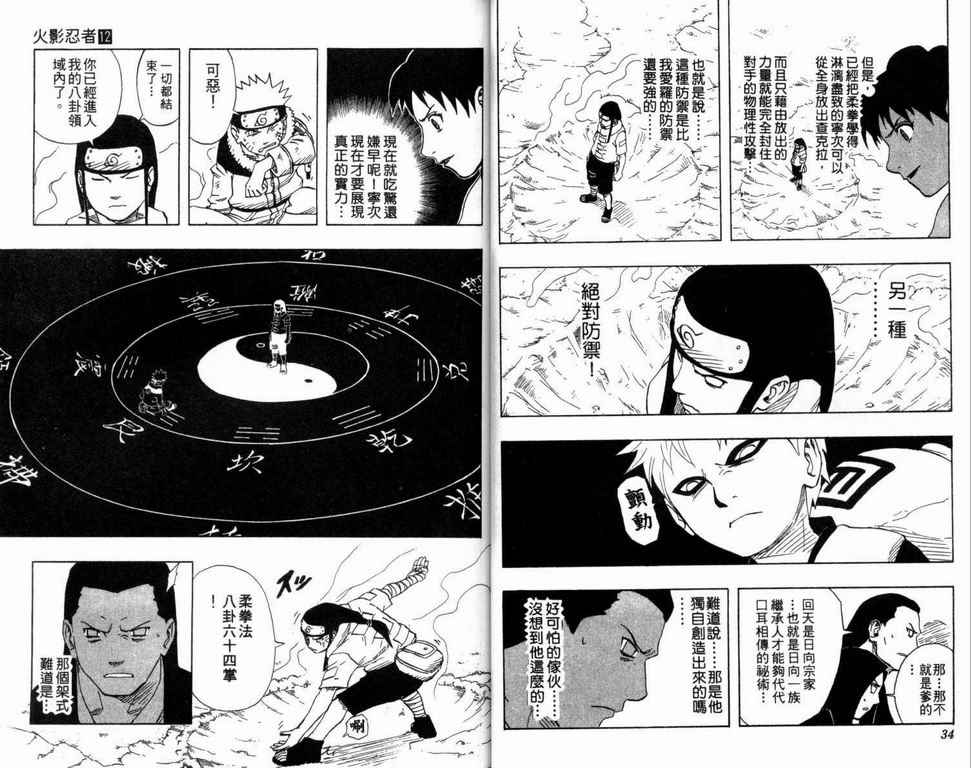 但是，
已經把柔拳學得
淋漓盡致的寧次可以
從全身放出查克拉，
而且只藉由放出的
力量就能完全封住
對手的物理性攻擊…
也就是說……
這種防禦是比
我愛羅的防禦
還要強的……
另一種
……
絕對防禦！
顫動
那…那不
就是爹的
……
回天是日向宗家
…也就是日向一族
繼承人才能夠代代
口耳相傳的祕術…
難道說……那是他
獨自創造出來的嗎
……
好可怕的傢伙…
沒想到他這麼的…
34
火影忍者12
現在就吃驚還
嫌早呢！寧次
現在才要展現
真正的實力…
可惡！
一切都結
束了…
你已經進入
我的八卦領
域內了。
兌
乾
坎
艮
スッ
柔拳法
八卦六十四掌
！
那個架式
難道是…